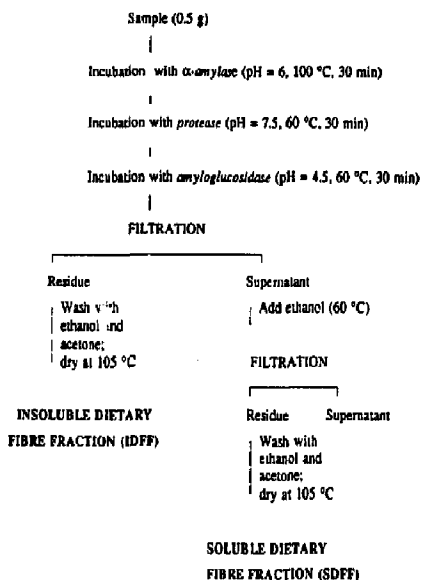 Sample (0.5 g)
Incubation with α-amylase (pH = 6, 100 °C, 30 min)
Incubation with protease (pH = 7.5, 60 °C, 30 min)
Incubation with amyloglucosidase (pH = 4.5, 60 °C, 30 min)
FILTRATION
Residue
Wash with
ethanol and
acetone;
dry at 105 °C
INSOLUBLE DIETARY
FIBRE FRACTION (IDFF)
Supernatant
Add ethanol (60 °C)
FILTRATION
Residue Supernatant
Wash with
ethanol and
acetone;
dry at 105 °C
SOLUBLE DIETARY
FIBRE FRACTION (SDFF)